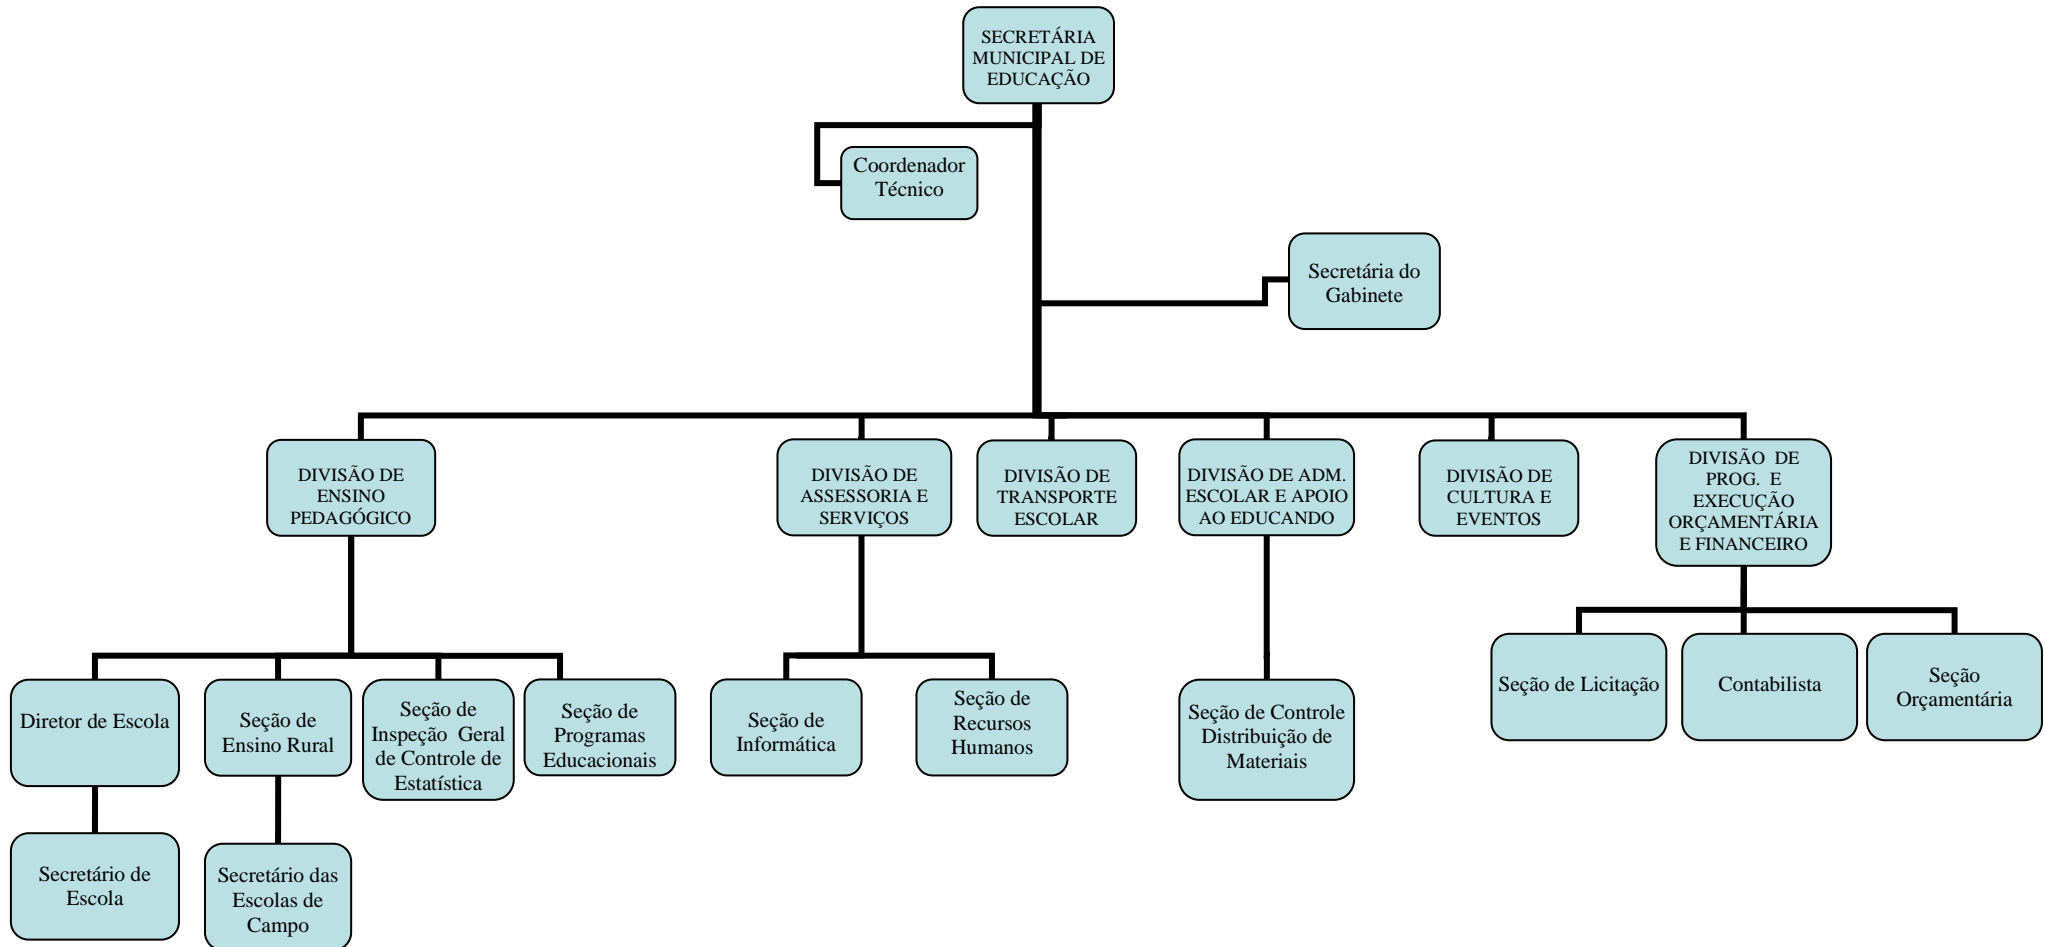 SECRETÁRIA
MUNICIPAL DE
EDUCAÇÃO
Coordenador
Técnico
Secretária do
Gabinete
DIVISÃO DE
ENSINO
PEDAGÓGICO
DIVISÃO DE
ASSESSORIA E
SERVIÇOS
DIVISÃO DE
TRANSPORTE
ESCOLAR
DIVISÃO DE ADM.
ESCOLAR E APOIO
AO EDUCANDO
DIVISÃO DE
CULTURA E
EVENTOS
DIVISÃO DE
PROG. E
EXECUÇÃO
ORÇAMENTÁRIA
E FINANCEIRO
Diretor de Escola
Seção de
Ensino Rural
Seção de
Inspeção Geral
de Controle de
Estatística
Seção de
Programas
Educacionais
Seção de
Informática
Seção de
Recursos
Humanos
Seção de Controle
Distribuição de
Materiais
Seção de Licitação
Contabilista
Seção
Orçamentária
Secretário de
Escola
Secretário das
Escolas de
Campo